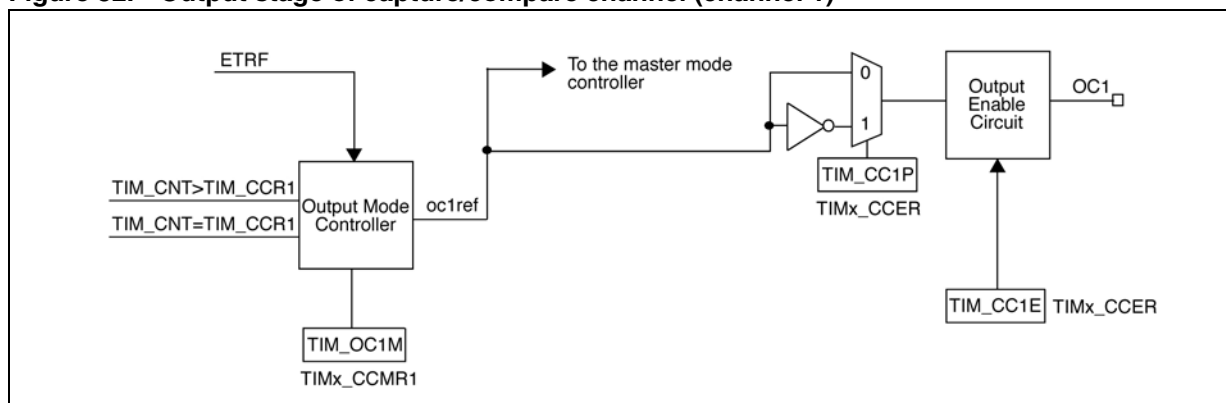 ETRF
To the master mode
controller
0
1
Output
Enable
Circuit
OC1
TIM_CNT>TIM_CCR1
TIM_CNT=TIM_CCR1
Output Mode
Controller
oc1ref
TIM_CC1P
TIMx_CCER
TIM_CC1E
TIMx_CCER
TIM_OC1M
TIMx_CCMR1